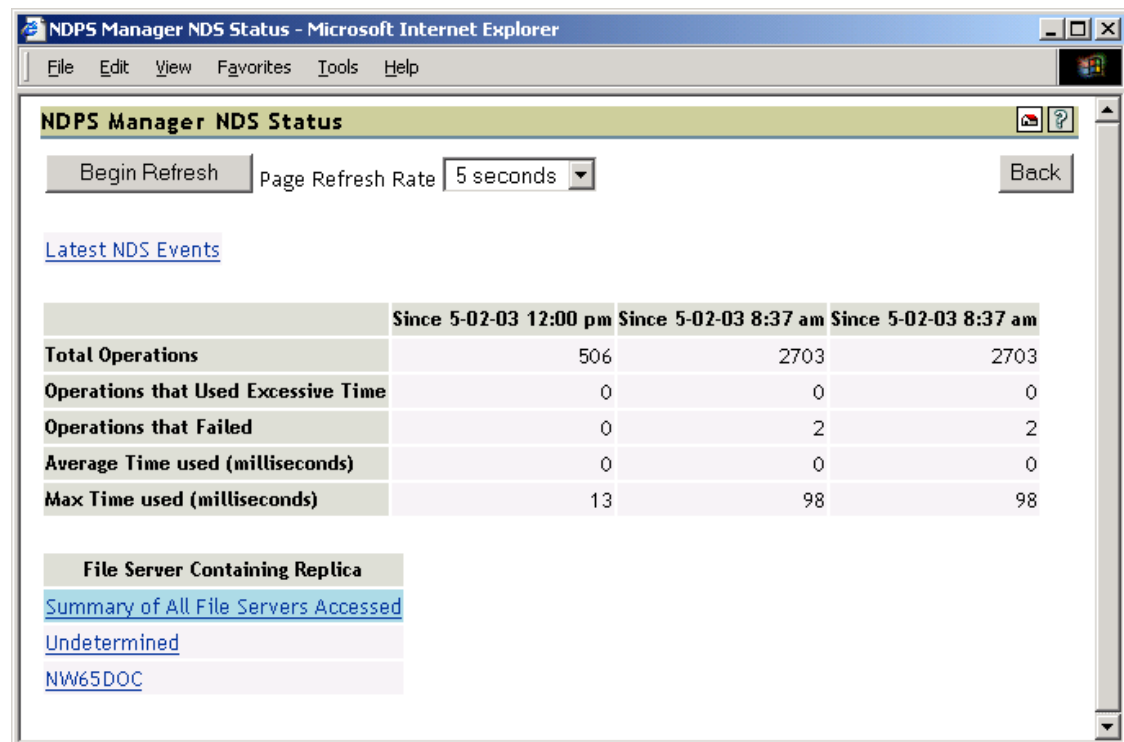 NDPS Manager NDS Status - Microsoft Internet Explorer
File Edit View Favorites Tools Help
NDPS Manager NDS Status ?
Begin Refresh Page Refresh Rate 5 seconds Back
Latest NDS Events
Since 5-02-03 12:00 pm Since 5-02-03 8:37 am Since 5-02-03 8:37 am
Total Operations 506 2703 2703
Operations that Used Excessive Time 0 0 0
Operations that Failed 0 2 2
Average Time used (milliseconds) 0 0 0
Max Time used (milliseconds) 13 98 98
File Server Containing Replica
Summary of All File Servers Accessed
Undetermined
NW65DOC